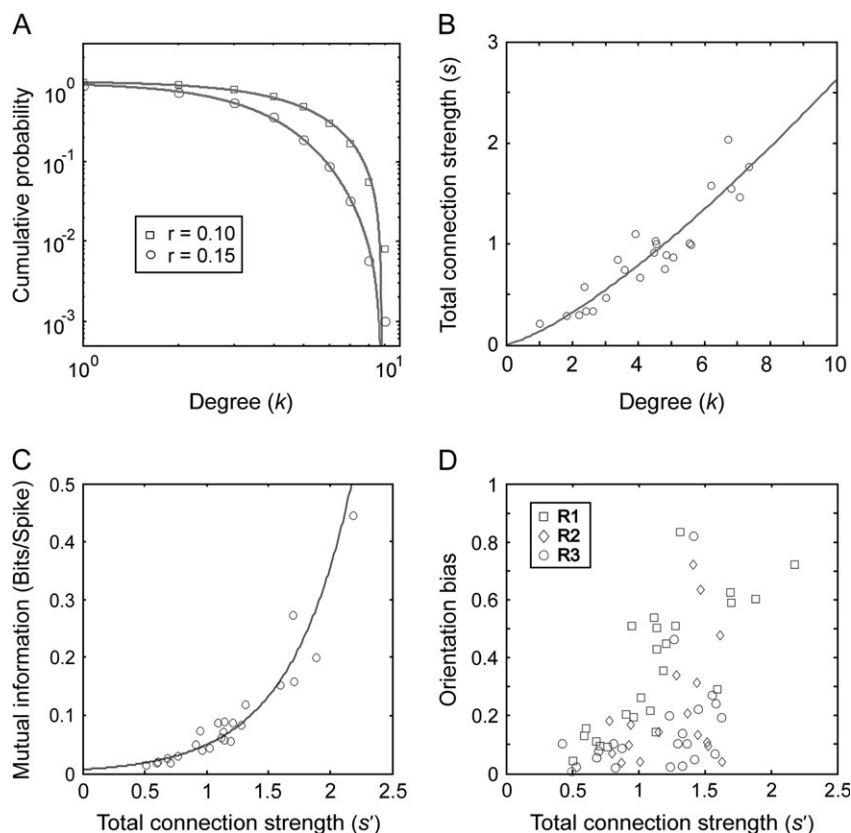 A
Cumulative probability
10^0
10^-1
10^-2
10^-3
r = 0.10
r = 0.15
10^0
10^1
Degree (k)
B
Total connection strength (s)
3
2
1
0
0 2 4 6 8 10
Degree (k)
C
Mutual information (Bits/Spike)
0.5
0.4
0.3
0.2
0.1
0
0 0.5 1 1.5 2 2.5
Total connection strength (s′)
D
Orientation bias
1
0.8
0.6
0.4
0.2
0
R1
R2
R3
0 0.5 1 1.5 2 2.5
Total connection strength (s′)